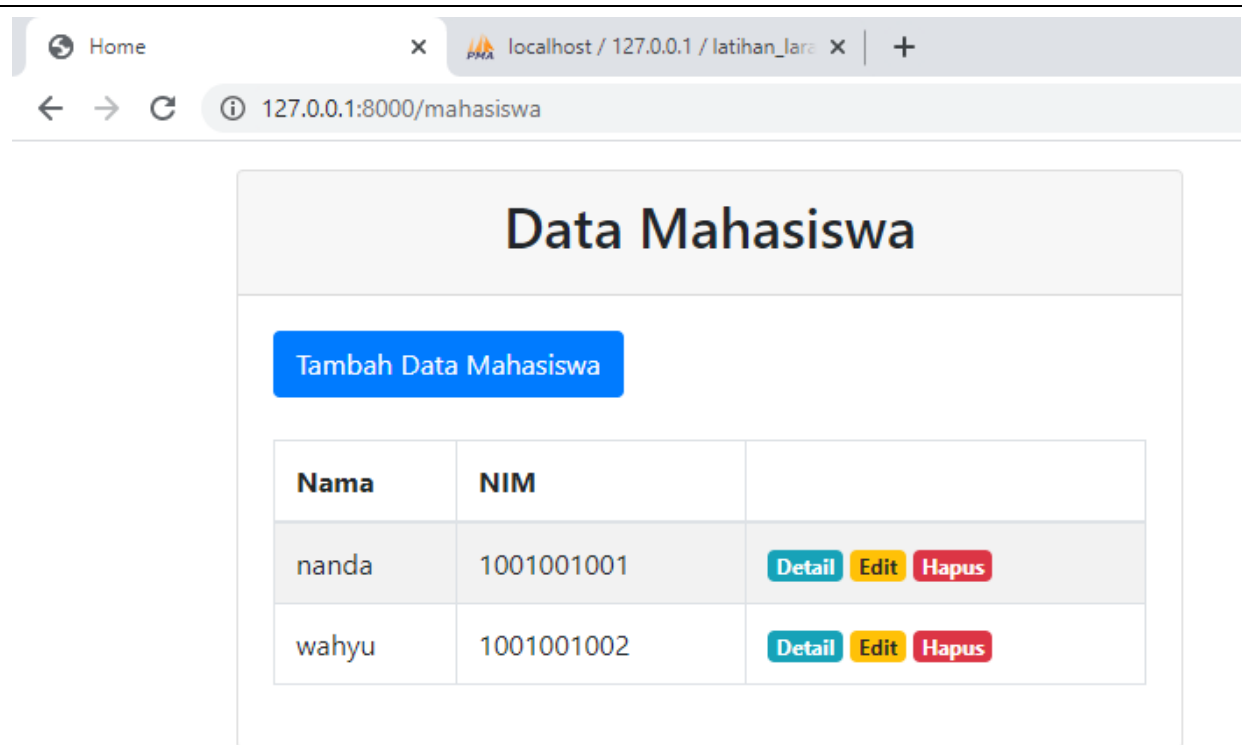 Home
PMA localhost / 127.0.0.1 / latihan_lara
127.0.0.1:8000/mahasiswa
Data Mahasiswa
Tambah Data Mahasiswa
Nama NIM
nanda 1001001001 Detail Edit Hapus
wahyu 1001001002 Detail Edit Hapus